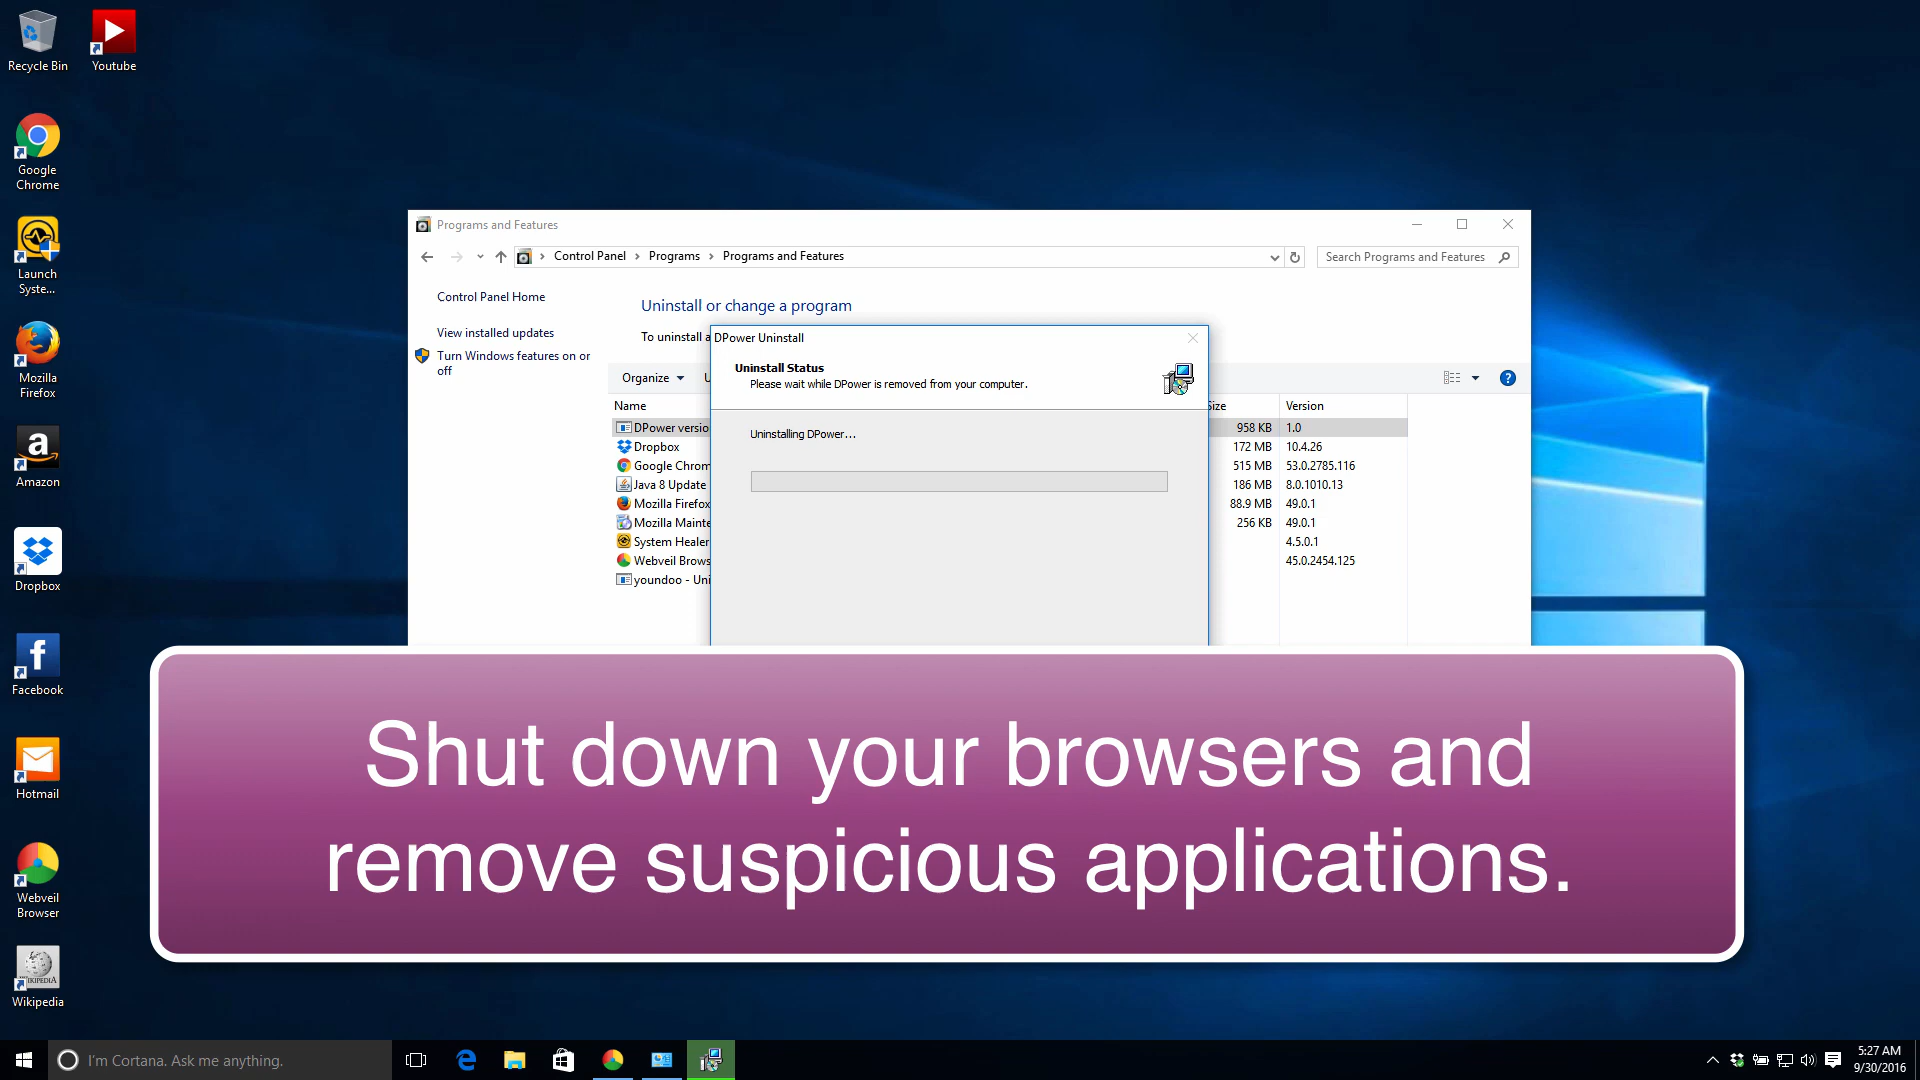 Recycle Bin
Youtube
Google
Chrome
Launch
Syste...
Mozilla
Firefox
a
Amazon
Dropbox
f
Facebook
Hotmail
Webveil
Browser
WIKIPEDIA
Wikipedia
Programs and Features
Control Panel > Programs > Programs and Features
Search Programs and Features
Control Panel Home
View installed updates
Turn Windows features on or
off
Uninstall or change a program
To uninstall a
Organize
U
Name
Size
Version
DPower versio
958 KB
1.0
Dropbox
172 MB
10.4.26
Google Chrom
515 MB
53.0.2785.116
Java 8 Update
186 MB
8.0.1010.13
Mozilla Firefox
88.9 MB
49.0.1
Mozilla Mainte
256 KB
49.0.1
System Healer
4.5.0.1
Webveil Brows
45.0.2454.125
youndoo - Uni
DPower Uninstall
Uninstall Status
Please wait while DPower is removed from your computer.
Uninstalling DPower...
Shut down your browsers and
remove suspicious applications.
I'm Cortana. Ask me anything.
5:27 AM
9/30/2016